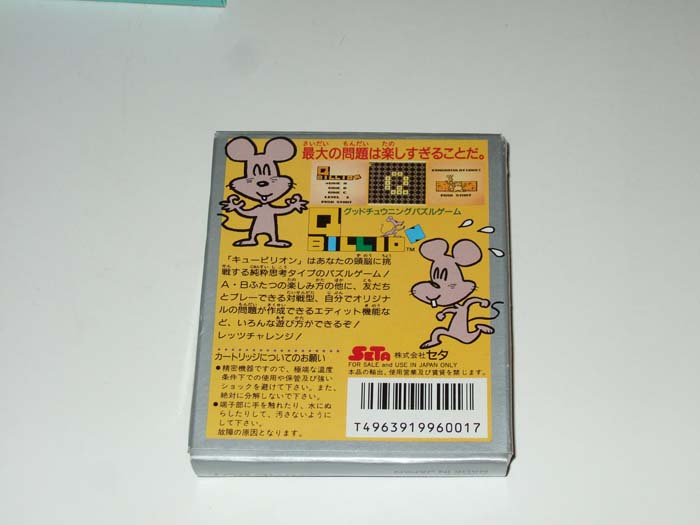 最大の問題は楽しすぎることだ。
グッドチュウニングパズルゲーム
Q
BILLION™
「キュービリオン」はあなたの頭脳に挑
戦する純粋思考タイプのパズルゲーム!
A・Bふたつの楽しみ方の他に、友だち
とプレーできる対戦型、自分でオリジナ
ルの問題が作成できるエディット機能な
ど、いろんな遊び方ができるぞ!
レッツチャレンジ!
カートリッジについてのお願い
●精密機器ですので、極端な温度
条件下での使用や保管及び強い
ショックを避けて下さい。また、
絶対に分解しないで下さい。
●端子部に手を触れたり、水にぬ
らしたりして、汚さないように
して下さい。
故障の原因となります。
SETA 株式会社セタ
FOR SALE and USE IN JAPAN ONLY
本品の輸出、使用営業及び賃貸を禁じます。
T4963919960017
MADE IN JAPAN